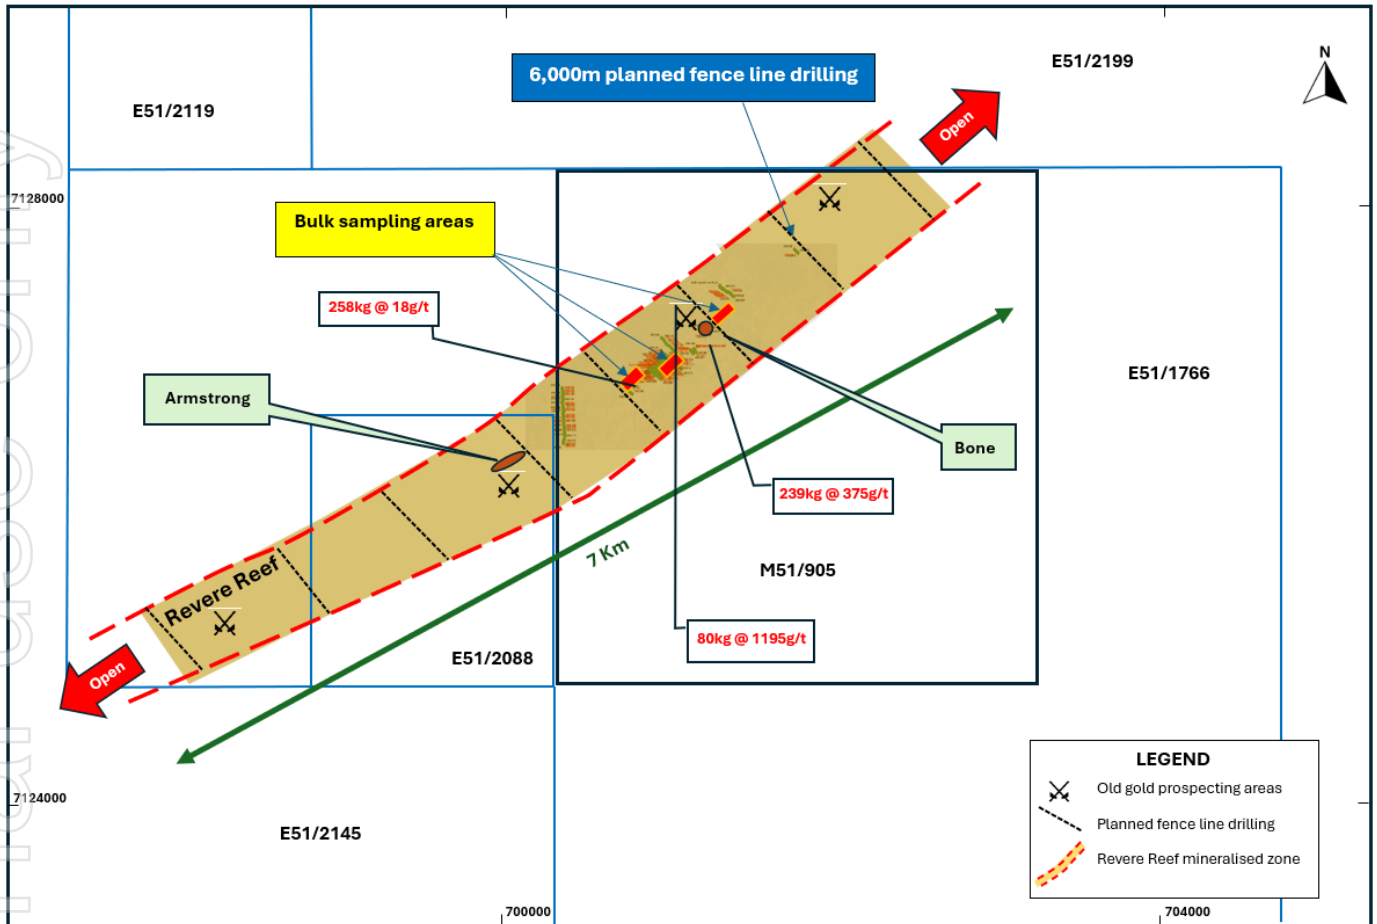 E51/2199
N
6,000m planned fence line drilling
E51/2119
Open
7128000
Bulk sampling areas
258kg @ 18g/t
E51/1766
Armstrong
Bone
239kg @ 375g/t
7 Km
M51/905
Revere Reef
80kg @ 1195g/t
E51/2088
Open
LEGEND
Old gold prospecting areas
Planned fence line drilling
Revere Reef mineralised zone
7124000
E51/2145
700000
704000